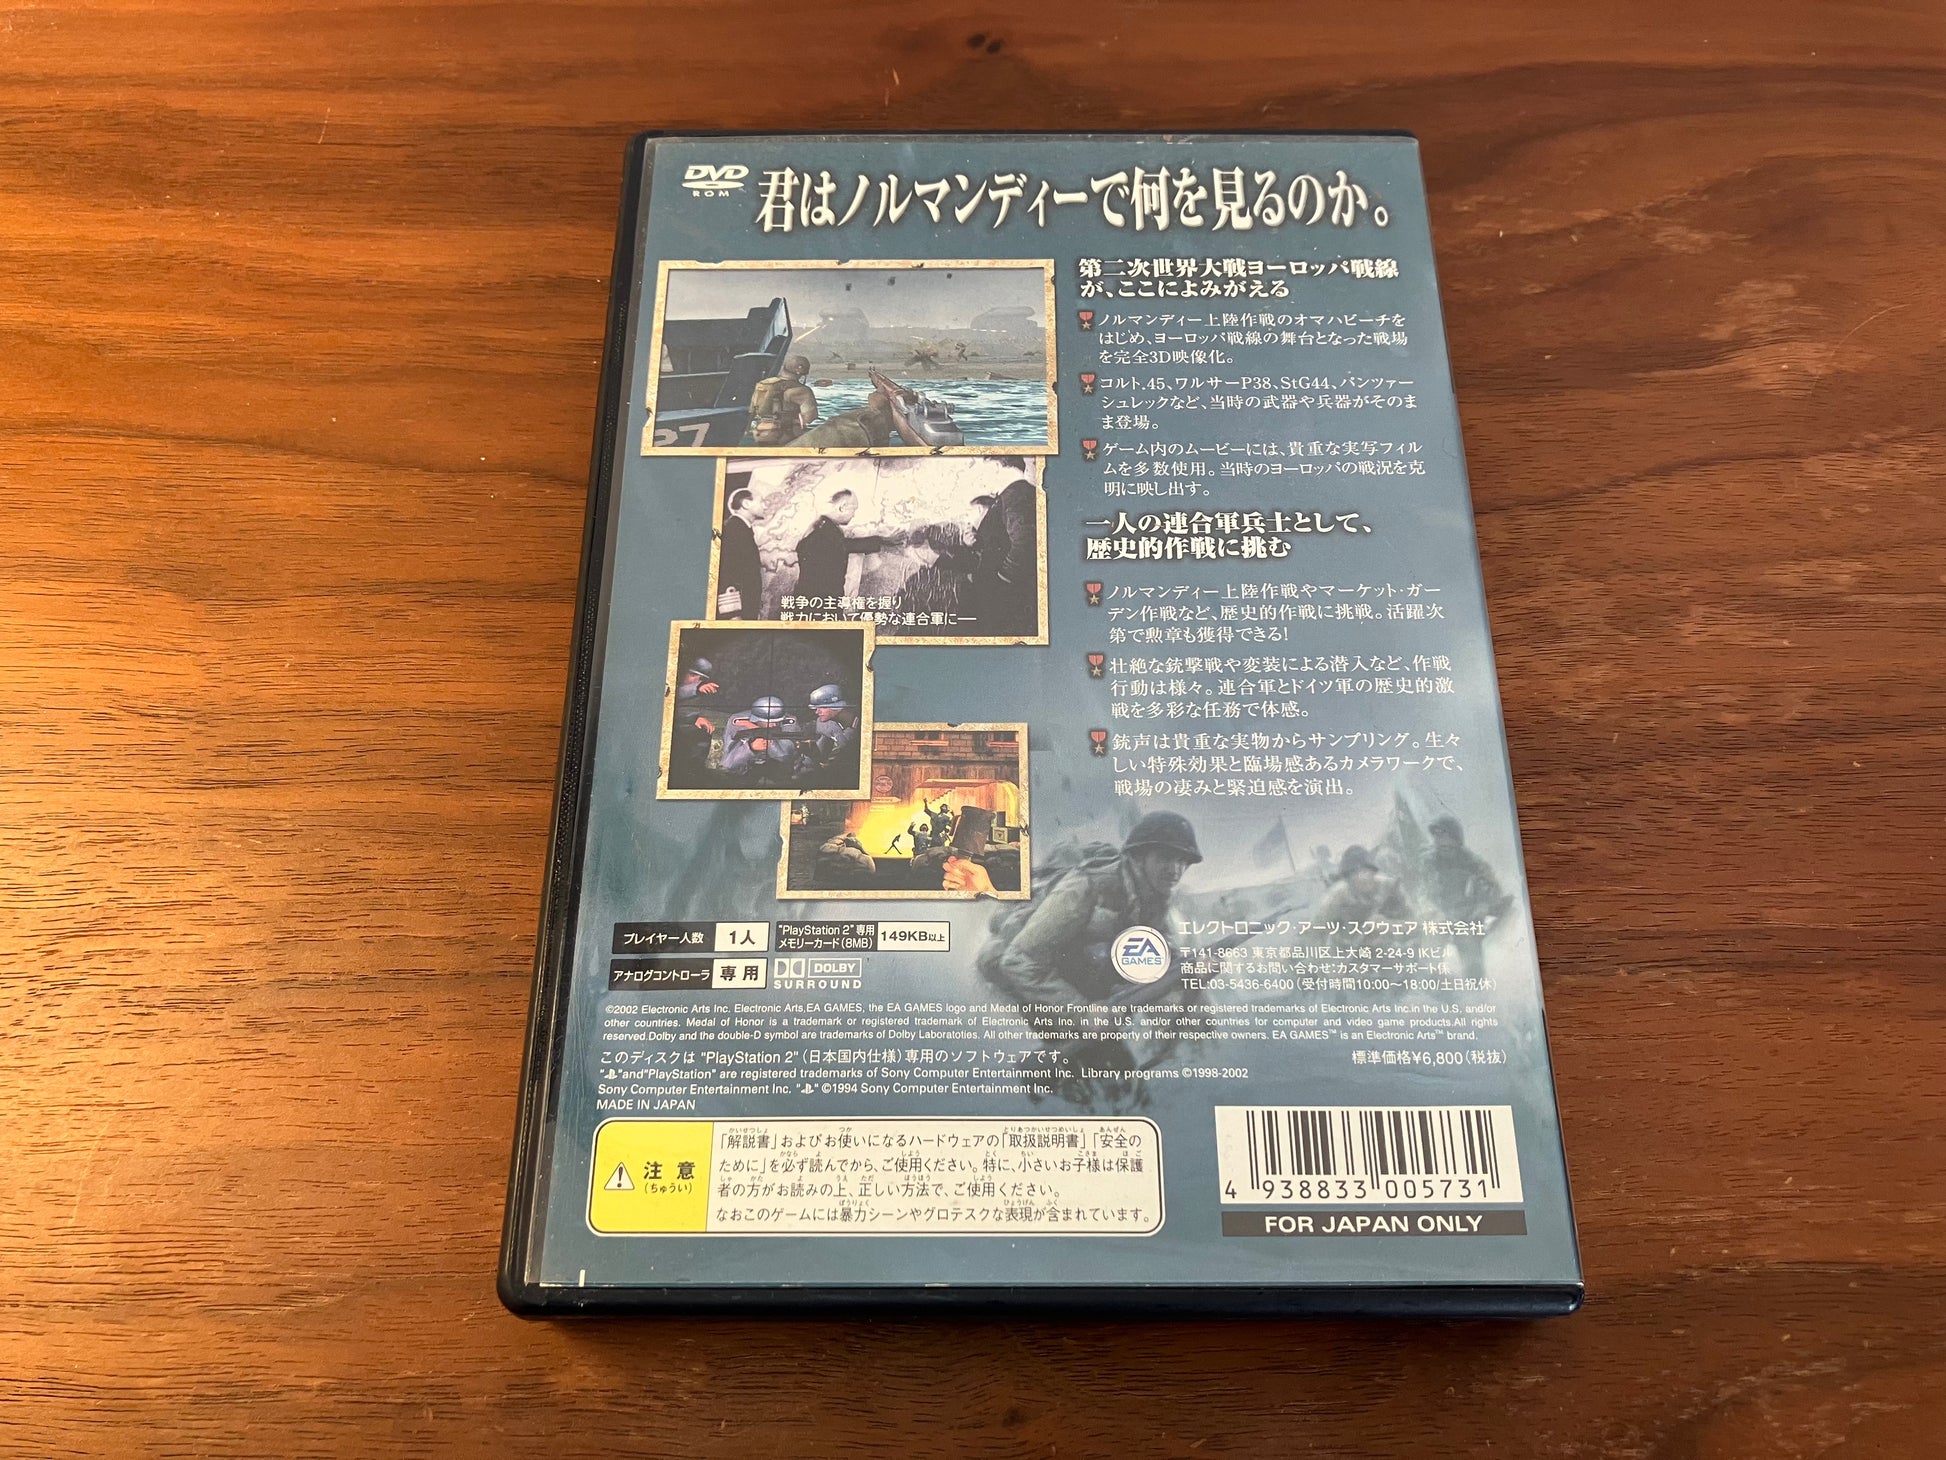 DVD
ROM
君はノルマンディーで何を見るのか。
第二次世界大戦ヨーロッパ戦線
が、ここによみがえる
ノルマンディー上陸作戦のオマハビーチを
はじめ、ヨーロッパ戦線の舞台となった戦場
を完全3D映像化。
コルト.45、ワルサーP38、StG44、パンツァー
シュレックなど、当時の武器や兵器がそのま
ま登場。
ゲーム内のムービーには、貴重な実写フィル
ムを多数使用。当時のヨーロッパの戦況を克
明に映し出す。
一人の連合軍兵士として、
歴史的作戦に挑む
ノルマンディー上陸作戦やマーケット・ガー
デン作戦など、歴史的作戦に挑戦。活躍次
第で勲章も獲得できる!
壮絶な銃撃戦や変装による潜入など、作戦
行動は様々。連合軍とドイツ軍の歴史的激
戦を多彩な任務で体感。
銃声は貴重な実物からサンプリング。生々
しい特殊効果と臨場感あるカメラワークで、
戦場の凄みと緊迫感を演出。
37
戦争の主導権を握り
戦力において優勢な連合軍に──
プレイヤー人数 1人
"PlayStation 2"専用
メモリーカード(8MB) 149KB以上
アナログコントローラ 専用
DOLBY
SURROUND
EA
GAMES
エレクトロニック・アーツ・スクウェア 株式会社
〒141-8663 東京都品川区上大崎 2-24-9 IKビル
商品に関するお問い合わせ:カスタマーサポート係
TEL:03-5436-6400(受付時間10:00〜18:00/土日祝休)
©2002 Electronic Arts Inc. Electronic Arts,EA GAMES, the EA GAMES logo and Medal of Honor Frontline are trademarks or registered trademarks of Electronic Arts Inc.in the U.S. and/or
other countries. Medal of Honor is a trademark or registered trademark of Electronic Arts Inc. in the U.S. and/or other countries for computer and video game products.All rights
reserved.Dolby and the double-D symbol are trademarks of Dolby Laboratories. All other trademarks are property of their respective owners. EA GAMES™ is an Electronic Arts™ brand.
このディスクは "PlayStation 2"(日本国内仕様)専用のソフトウェアです。
標準価格¥6,800(税抜)
" "and"PlayStation" are registered trademarks of Sony Computer Entertainment Inc. Library programs ©1998-2002
Sony Computer Entertainment Inc. " " ©1994 Sony Computer Entertainment Inc.
MADE IN JAPAN
注意
(ちゅうい)
「解説書」およびお使いになるハードウェアの「取扱説明書」「安全の
ために」を必ず読んでから、ご使用ください。特に、小さいお子様は保護
者の方がお読みの上、正しい方法で、ご使用ください。
なおこのゲームには暴力シーンやグロテスクな表現が含まれています。
4 938833 005731
FOR JAPAN ONLY